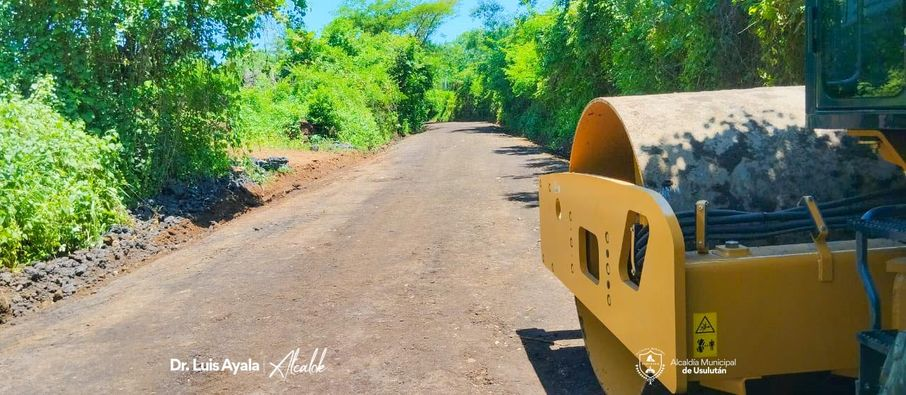 Dr. Luis Ayala
Alcalde
Alcaldía Municipal
de Usulután